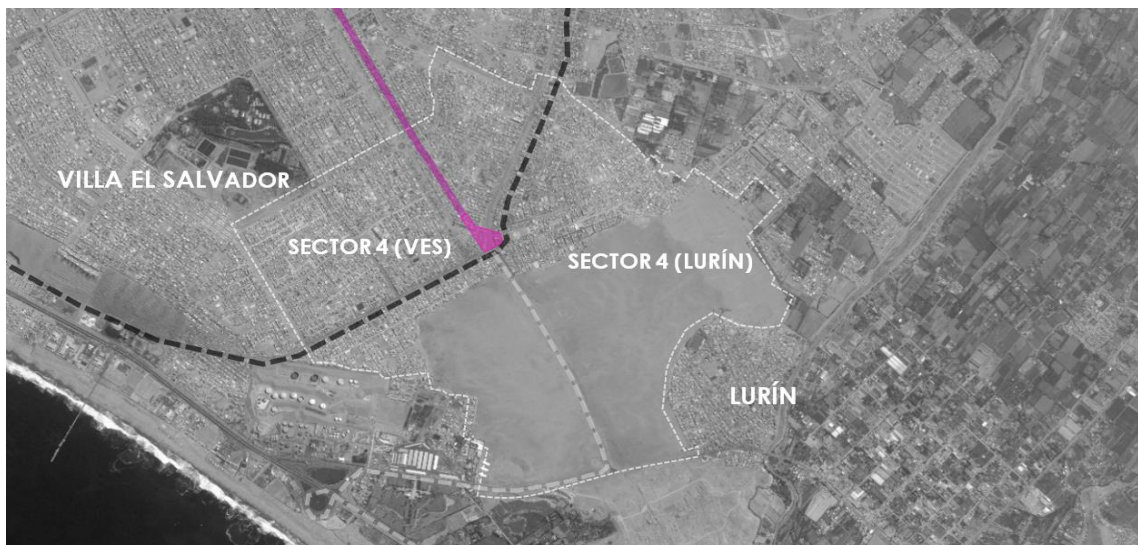 VILLA EL SALVADOR
SECTOR 4 (VES)
SECTOR 4 (LURÍN)
LURÍN